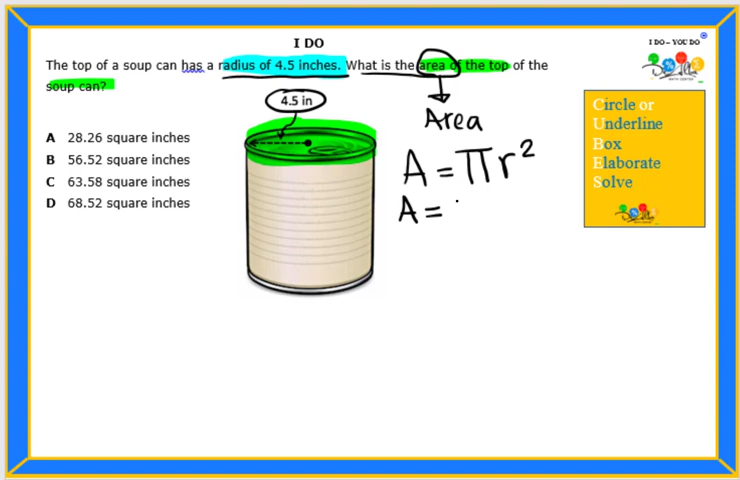 I DO
I DO – YOU DO®
The top of a soup can has a radius of 4.5 inches. What is the area of the top of the
soup can?
4.5 in
Area
A = πr²
A =
A 28.26 square inches
B 56.52 square inches
C 63.58 square inches
D 68.52 square inches
Circle or
Underline
Box
Elaborate
Solve